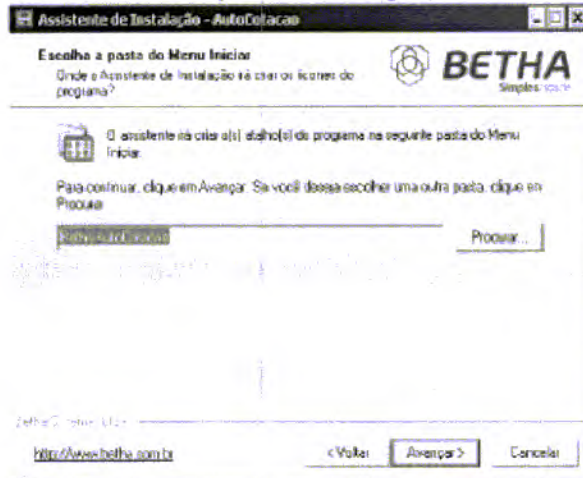 Assistente de Instalação - AutoCotacao
Escolha a pasta do Menu Iniciar
Onde o Assistente de Instalação irá criar os ícones do
programa?
BETHA
Simples
O assistente irá criar o(s) atalho(s) do programa na seguinte pasta do Menu
Iniciar.
Para continuar, clique em Avançar. Se você deseja escolher uma outra pasta, clique em
Procurar.
Procurar...
http://www.betha.com.br
< Voltar
Avançar >
Cancelar